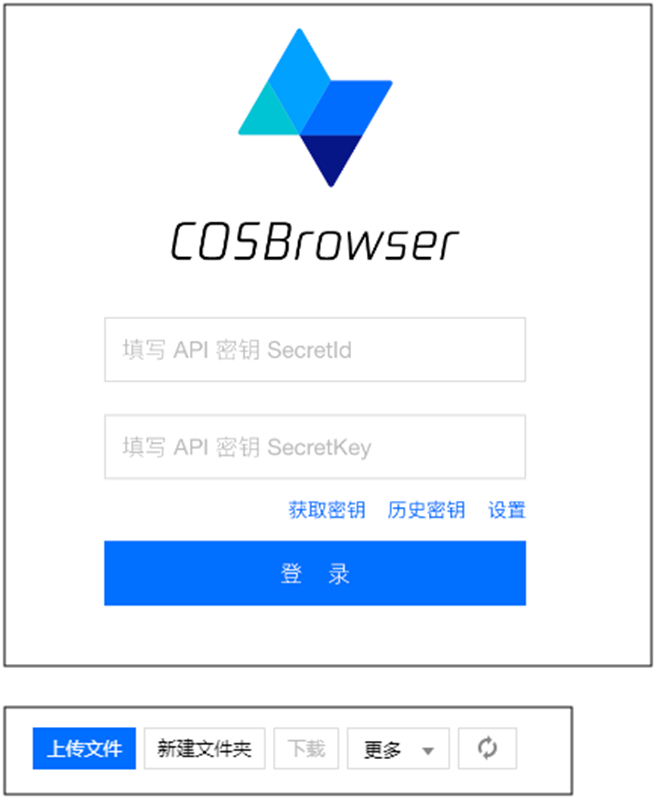 COSBrowser
填写 API 密钥 SecretId
填写 API 密钥 SecretKey
获取密钥 历史密钥 设置
登 录
上传文件 新建文件夹 下载 更多